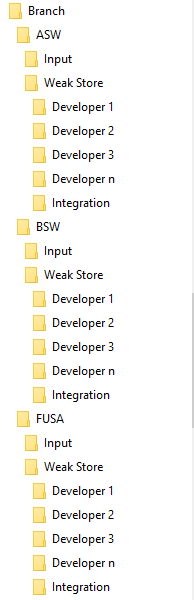 Branch
ASW
Input
Weak Store
Developer 1
Developer 2
Developer 3
Developer n
Integration
BSW
Input
Weak Store
Developer 1
Developer 2
Developer 3
Developer n
Integration
FUSA
Input
Weak Store
Developer 1
Developer 2
Developer 3
Developer n
Integration